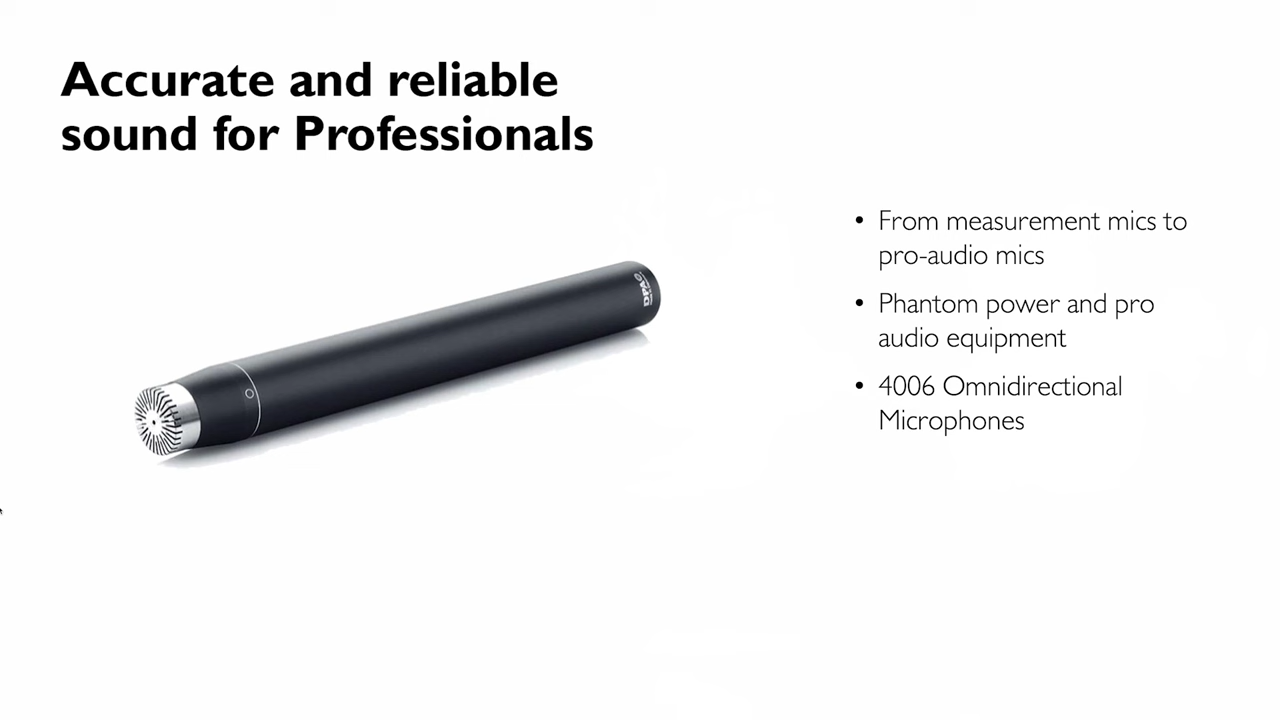 Accurate and reliable
sound for Professionals
• From measurement mics to
pro-audio mics
• Phantom power and pro
audio equipment
• 4006 Omnidirectional
Microphones
DPA